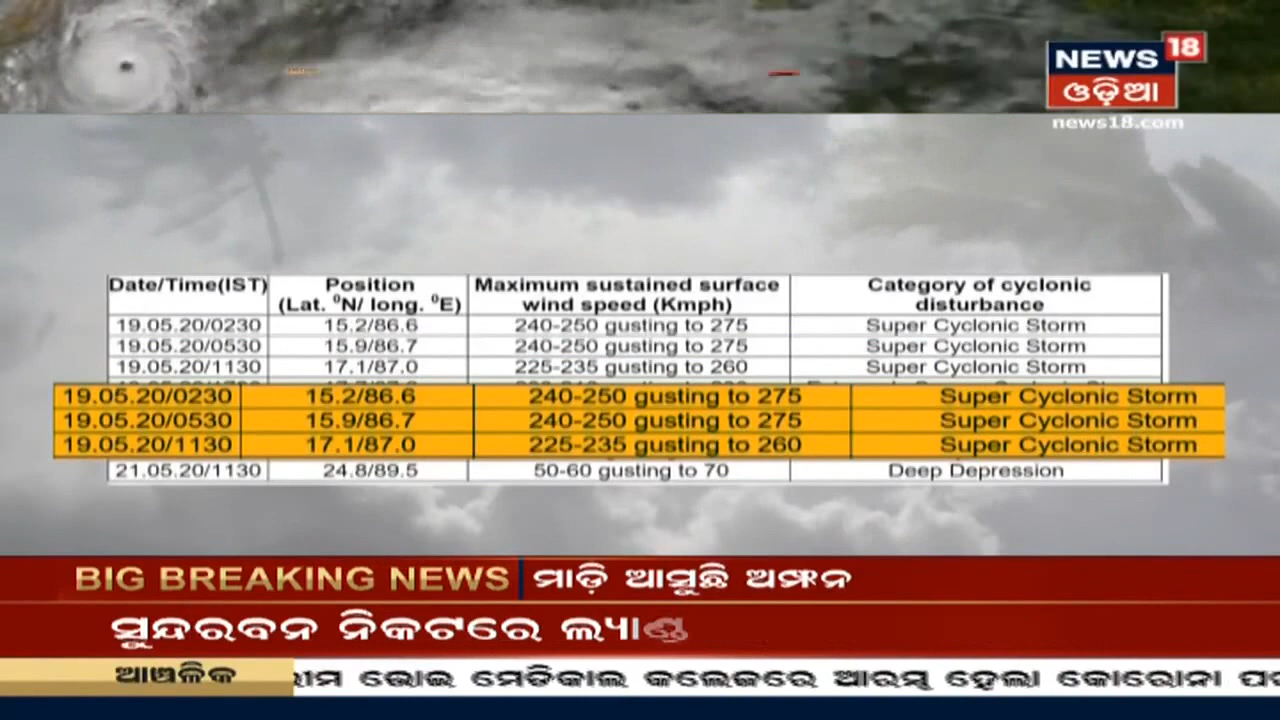 NEWS 18
ଓଡ଼ିଆ
news18.com
Date/Time(IST) Position (Lat. ⁰N/ long. ⁰E) Maximum sustained surface wind speed (Kmph) Category of cyclonic disturbance
19.05.20/0230 15.2/86.6 240-250 gusting to 275 Super Cyclonic Storm
19.05.20/0530 15.9/86.7 240-250 gusting to 275 Super Cyclonic Storm
19.05.20/1130 17.1/87.0 225-235 gusting to 260 Super Cyclonic Storm
19.05.20/0230 15.2/86.6 240-250 gusting to 275 Super Cyclonic Storm
19.05.20/0530 15.9/86.7 240-250 gusting to 275 Super Cyclonic Storm
19.05.20/1130 17.1/87.0 225-235 gusting to 260 Super Cyclonic Storm
21.05.20/1130 24.8/89.5 50-60 gusting to 70 Deep Depression
BIG BREAKING NEWS ମାଡ଼ି ଆସୁଛି ଅମ୍ଫନ
ସୁନ୍ଦରବନ ନିକଟରେ ଲ୍ୟାଣ୍ଡ
ଆଞ୍ଚଳିକ ଭୋଇ ମେଡିକାଲ କଲେଜରେ ଆରମ୍ଭ ହେଲା କୋରୋନା